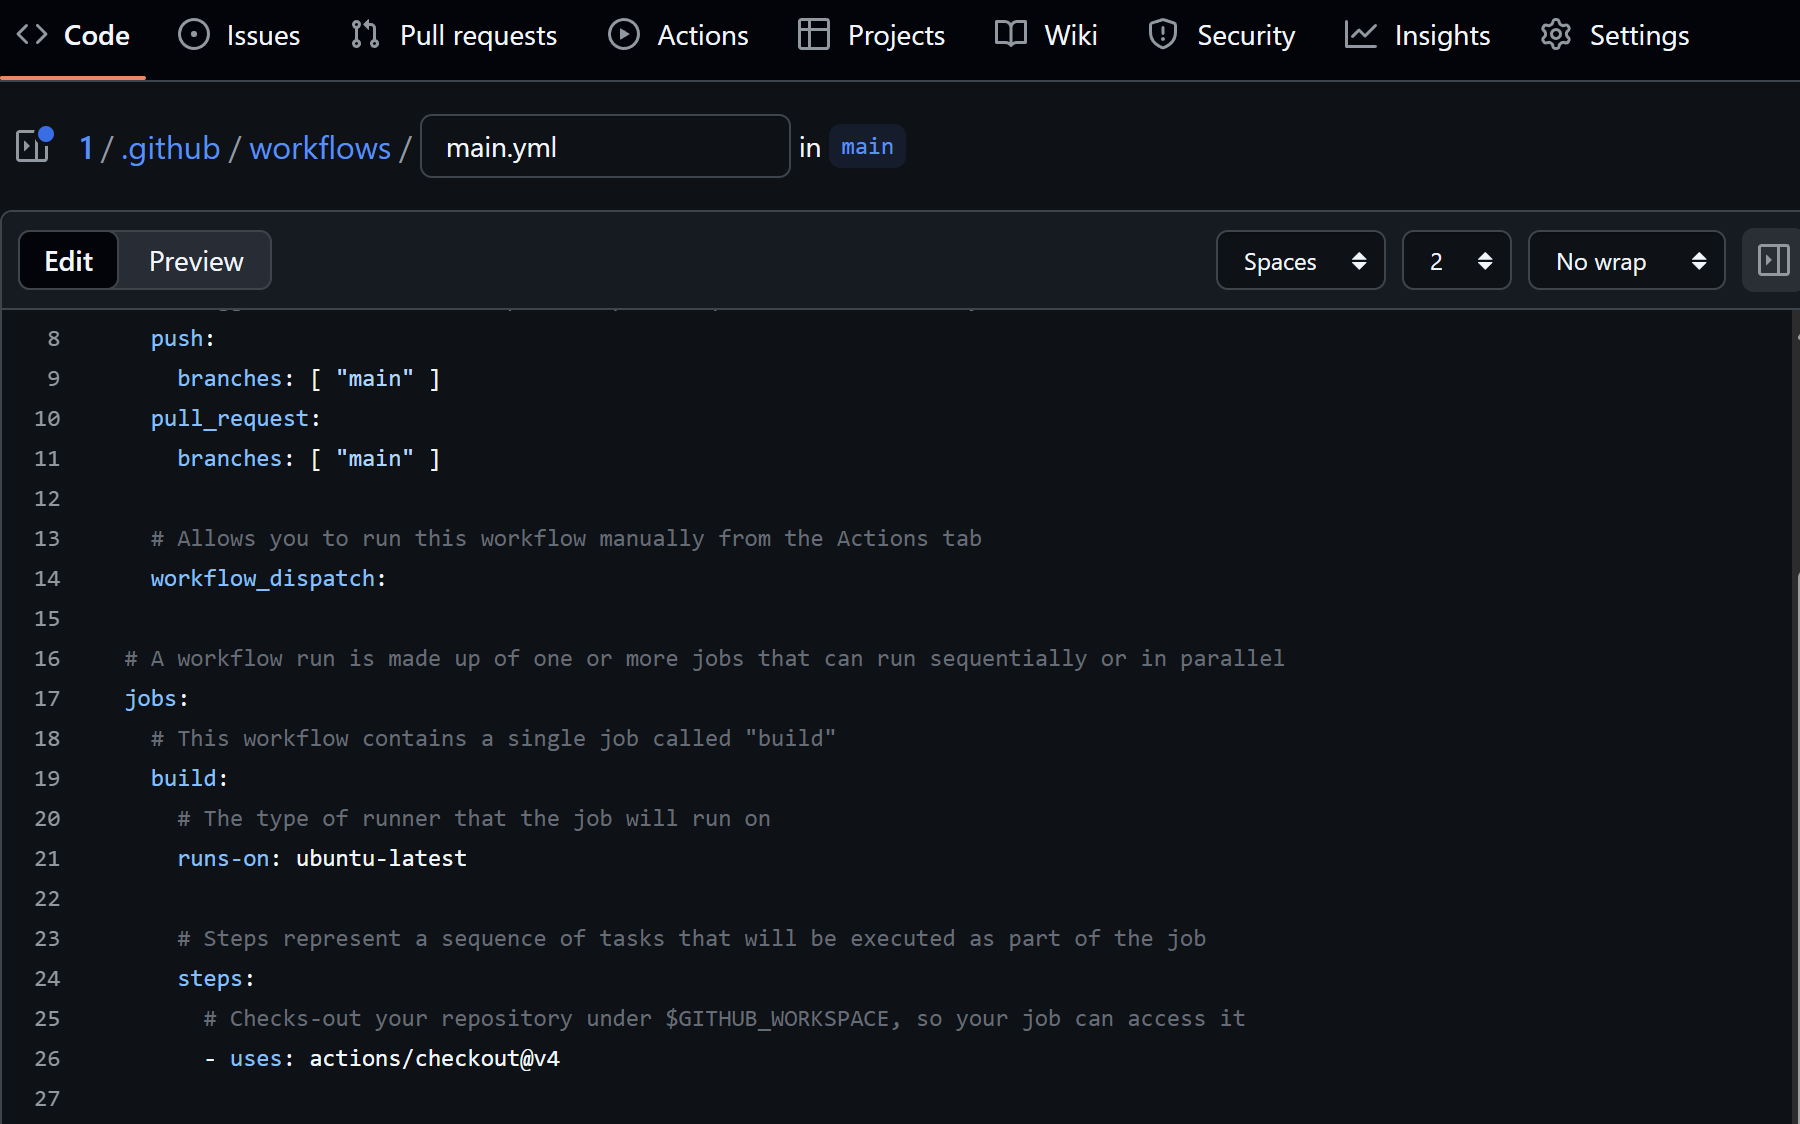 Code Issues Pull requests Actions Projects Wiki Security Insights Settings
1 / .github / workflows / main.yml in main
Edit Preview Spaces 2 No wrap
8 push:
9 branches: [ "main" ]
10 pull_request:
11 branches: [ "main" ]
12
13 # Allows you to run this workflow manually from the Actions tab
14 workflow_dispatch:
15
16 # A workflow run is made up of one or more jobs that can run sequentially or in parallel
17 jobs:
18 # This workflow contains a single job called "build"
19 build:
20 # The type of runner that the job will run on
21 runs-on: ubuntu-latest
22
23 # Steps represent a sequence of tasks that will be executed as part of the job
24 steps:
25 # Checks-out your repository under $GITHUB_WORKSPACE, so your job can access it
26 - uses: actions/checkout@v4
27